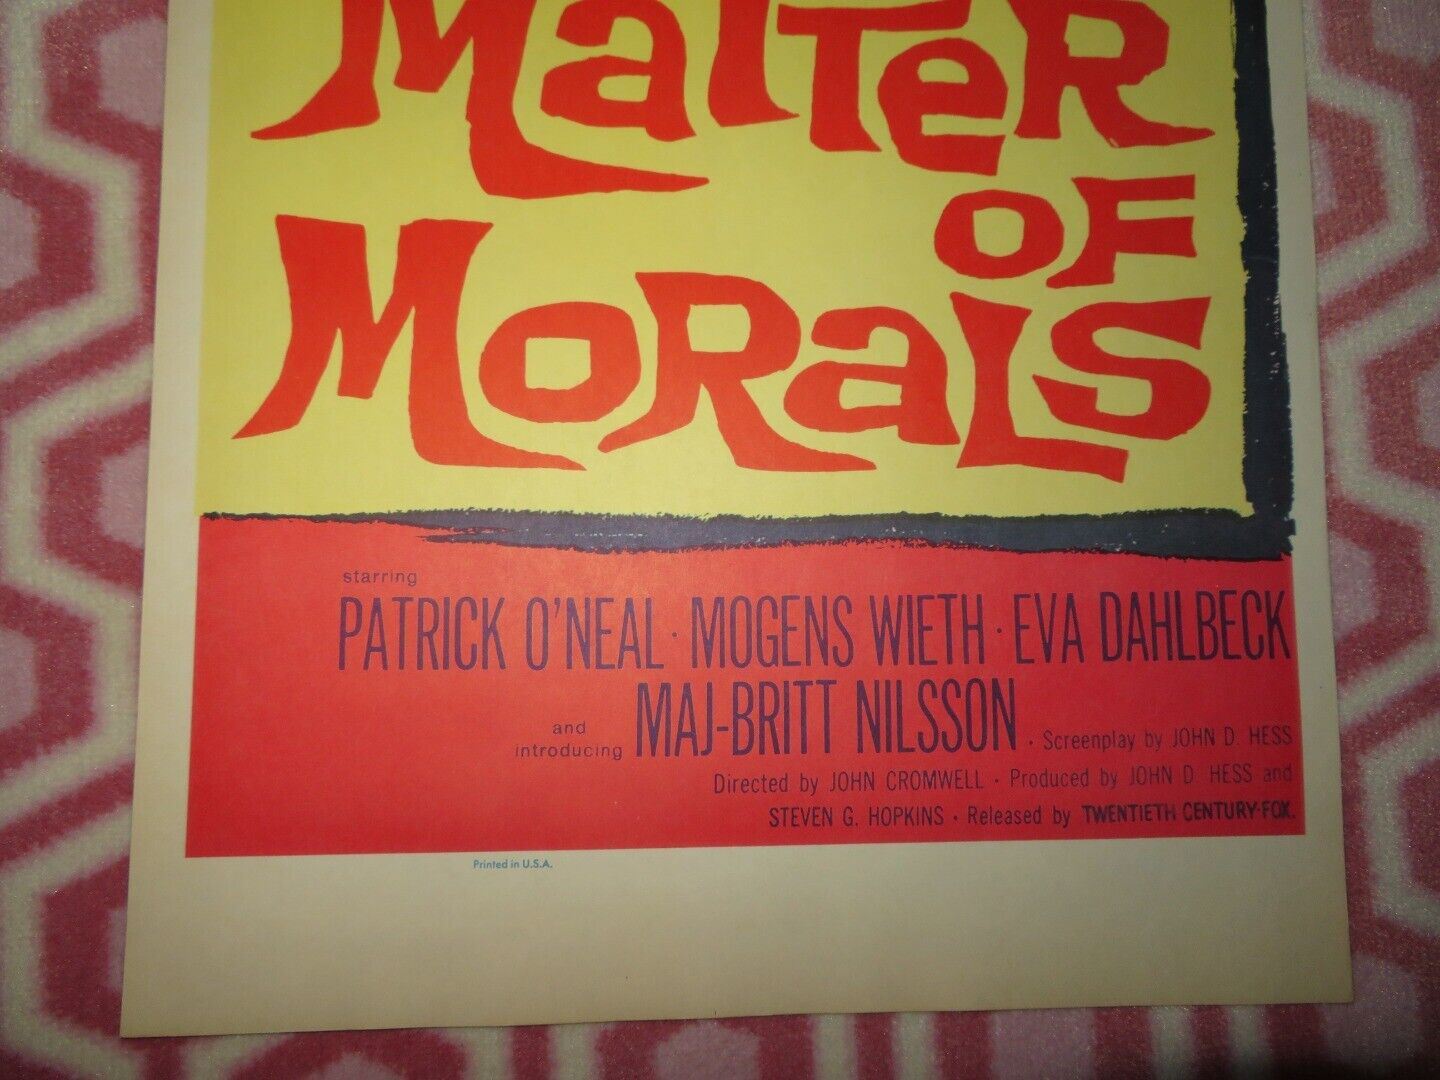 Matter
of
Morals
starring
PATRICK O'NEAL · MOGENS WIETH · EVA DAHLBECK
and
introducing MAJ-BRITT NILSSON · Screenplay by JOHN D. HESS
Directed by JOHN CROMWELL · Produced by JOHN D. HESS and
STEVEN G. HOPKINS · Released by TWENTIETH CENTURY-FOX.
Printed in U.S.A.